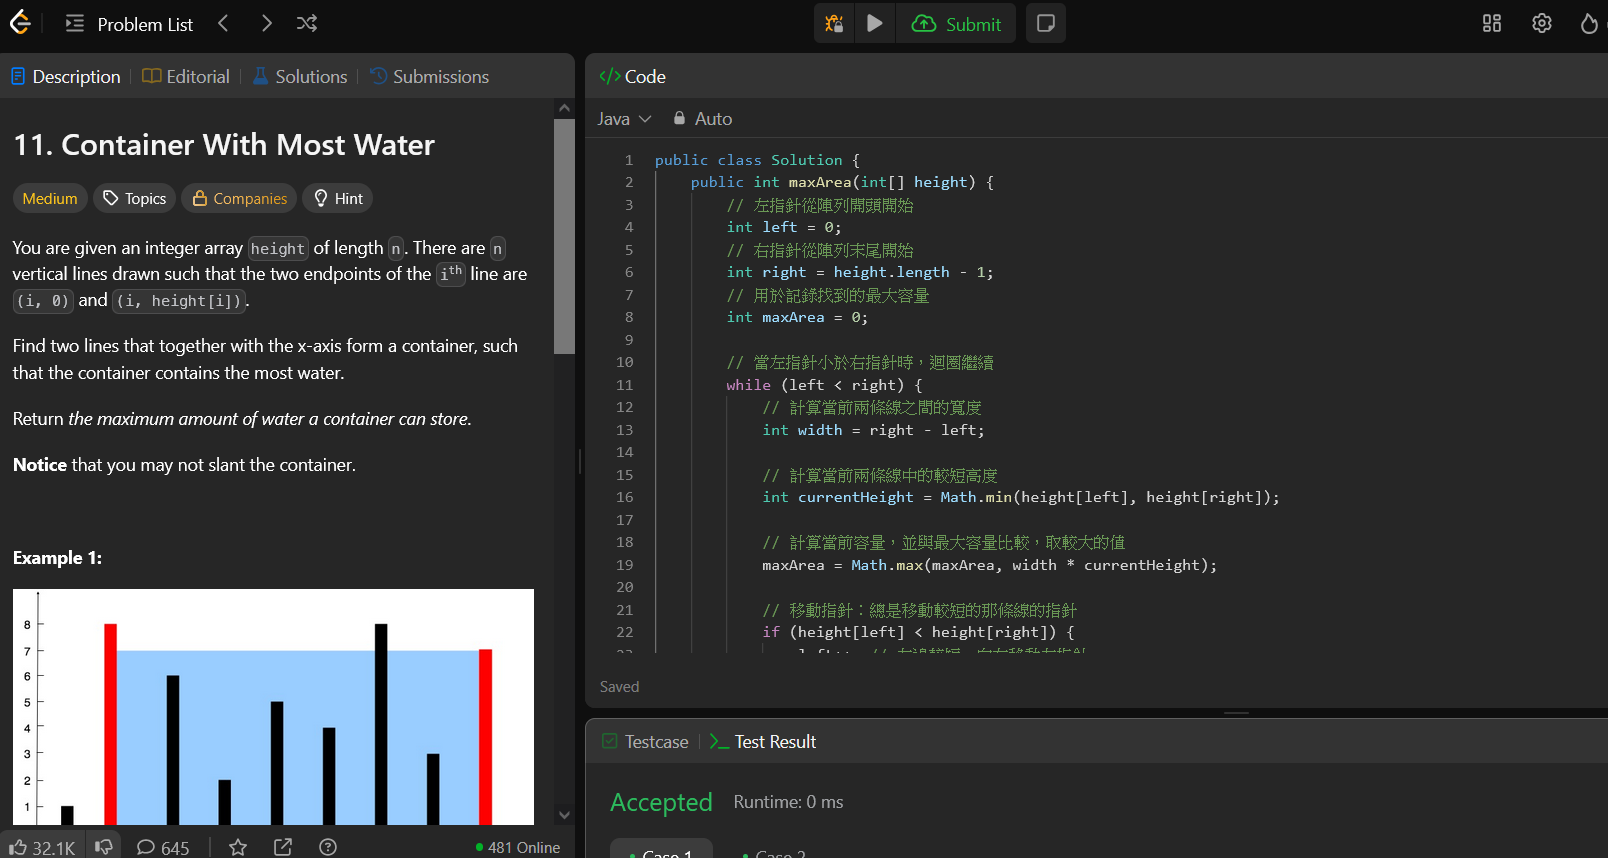 Problem List
Submit
Description
Editorial
Solutions
Submissions
11. Container With Most Water
Medium
Topics
Companies
Hint
You are given an integer array height of length n. There are n
vertical lines drawn such that the two endpoints of the ith line are
(i, 0) and (i, height[i]).
Find two lines that together with the x-axis form a container, such
that the container contains the most water.
Return the maximum amount of water a container can store.
Notice that you may not slant the container.
Example 1:
8
7
6
5
4
3
2
1
32.1K
645
481 Online
</> Code
Java
Auto
1 public class Solution {
2 public int maxArea(int[] height) {
3 // 左指針從陣列開頭開始
4 int left = 0;
5 // 右指針從陣列末尾開始
6 int right = height.length - 1;
7 // 用於記錄找到的最大容量
8 int maxArea = 0;
9
10 // 當左指針小於右指針時，迴圈繼續
11 while (left < right) {
12 // 計算當前兩條線之間的寬度
13 int width = right - left;
14
15 // 計算當前兩條線中的較短高度
16 int currentHeight = Math.min(height[left], height[right]);
17
18 // 計算當前容量，並與最大容量比較，取較大的值
19 maxArea = Math.max(maxArea, width * currentHeight);
20
21 // 移動指針：總是移動較短的那條線的指針
22 if (height[left] < height[right]) {
Saved
Testcase
Test Result
Accepted
Runtime: 0 ms
Case 1
Case 2